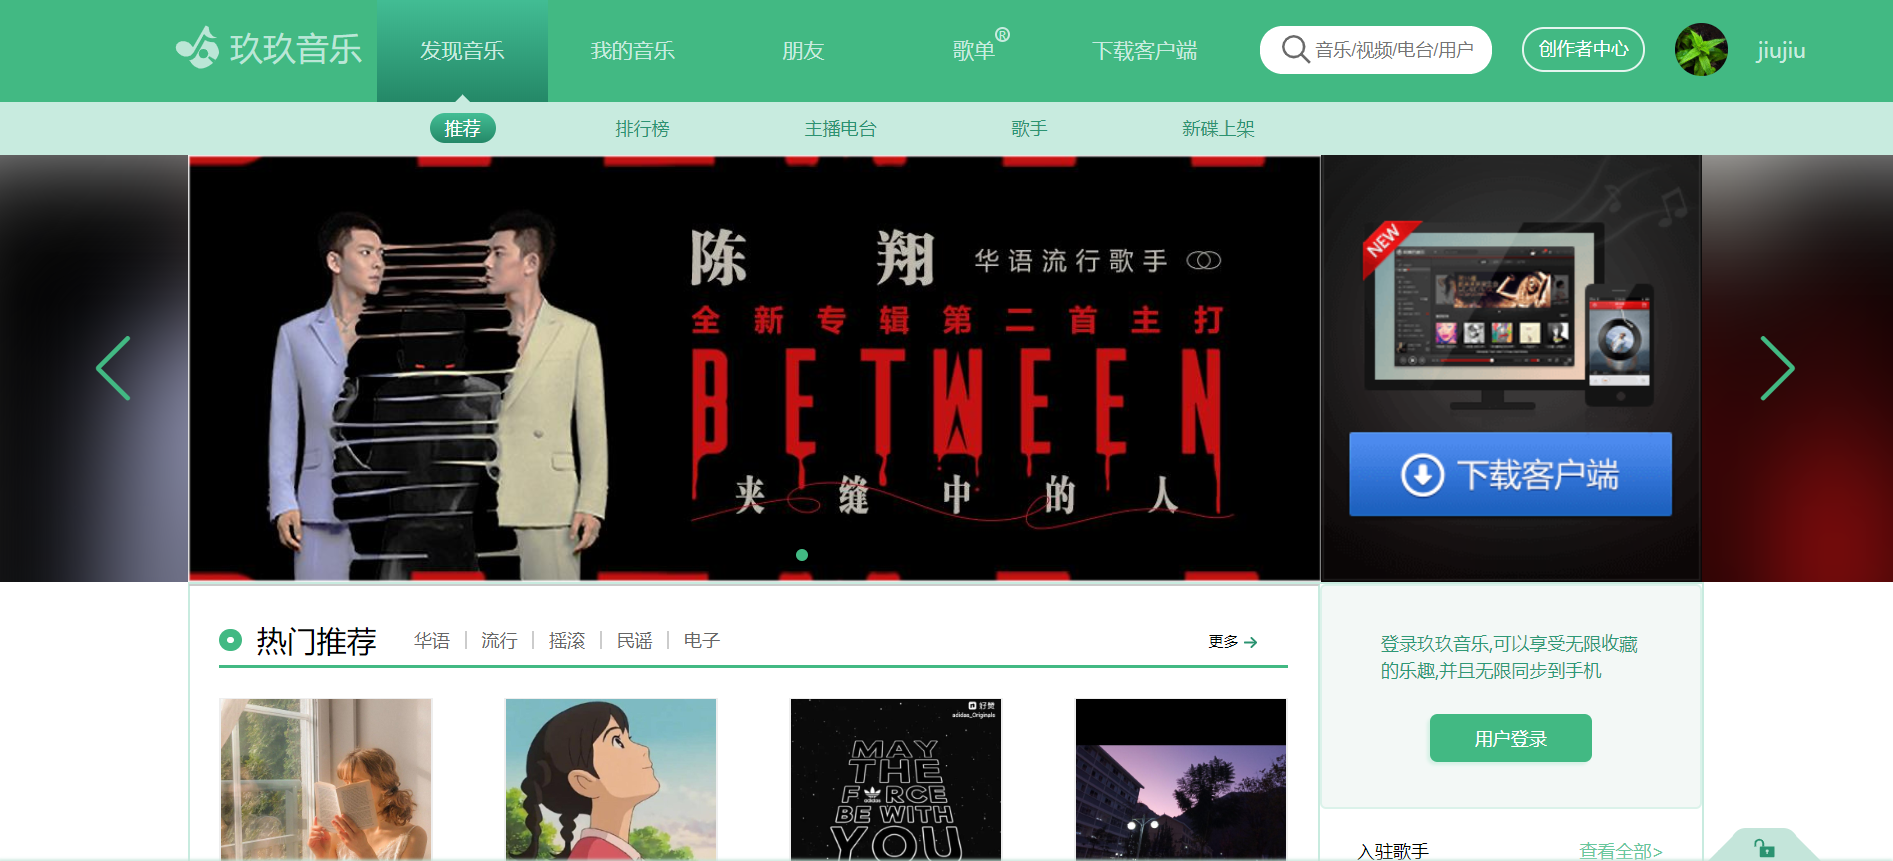 玖玖音乐
发现音乐
我的音乐
朋友
歌单®
下载客户端
音乐/视频/电台/用户
创作者中心
jiujiu
推荐
排行榜
主播电台
歌手
新碟上架
陈翔 华语流行歌手
全新专辑第二首主打
BETWEEN
夹缝中的人
NEW
下载客户端
热门推荐
华语 | 流行 | 摇滚 | 民谣 | 电子
更多
登录玖玖音乐,可以享受无限收藏
的乐趣,并且无限同步到手机
用户登录
好赞
adidas_Originals
MAY
THE
FORCE
adidas
BE WITH
YOU
入驻歌手
查看全部>